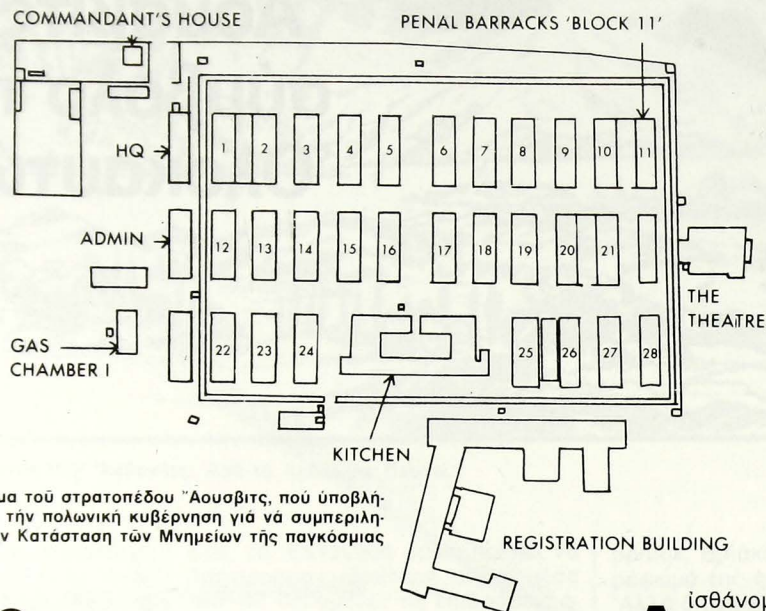 COMMANDANT'S HOUSE
PENAL BARRACKS 'BLOCK 11'
HQ
1 2 3 4 5 6 7 8 9 10 11
ADMIN
12 13 14 15 16 17 18 19 20 21
THE
THEATRE
GAS
CHAMBER I
22 23 24 25 26 27 28
KITCHEN
μα τοῦ στρατοπέδου Ἄουσβιτς, πού ὑποβλή-
τήν πολωνική κυβέρνηση γιά νά συμπεριλη-
ν Κατάσταση τῶν Μνημείων τῆς παγκόσμιας
REGISTRATION BUILDING
ἰσθάνομ